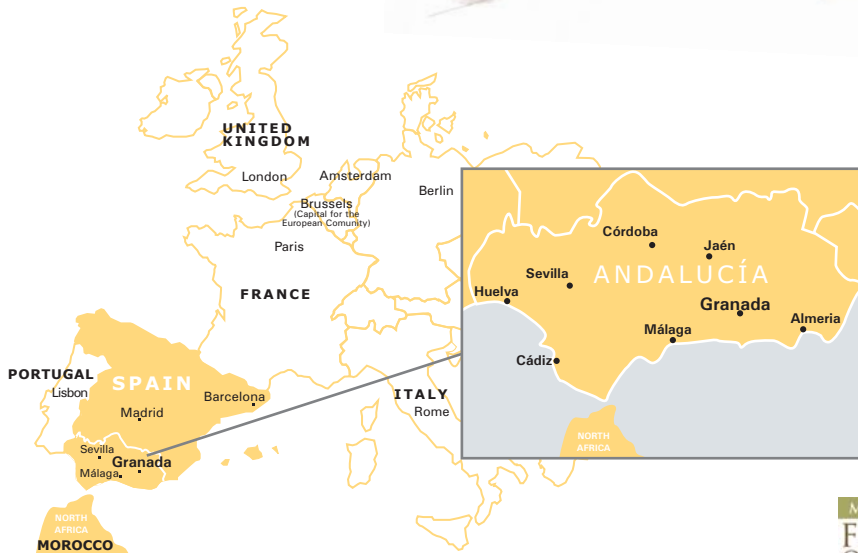 UNITED
KINGDOM
London
Amsterdam
Berlin
Brussels
(Capital for the
European Comunity)
Paris
FRANCE
PORTUGAL
Lisbon
SPAIN
Barcelona
Madrid
ITALY
Rome
Sevilla
Granada
Málaga
NORTH
AFRICA
MOROCCO
Córdoba
Jaén
Sevilla
ANDALUCÍA
Huelva
Granada
Málaga
Almeria
Cádiz
NORTH
AFRICA